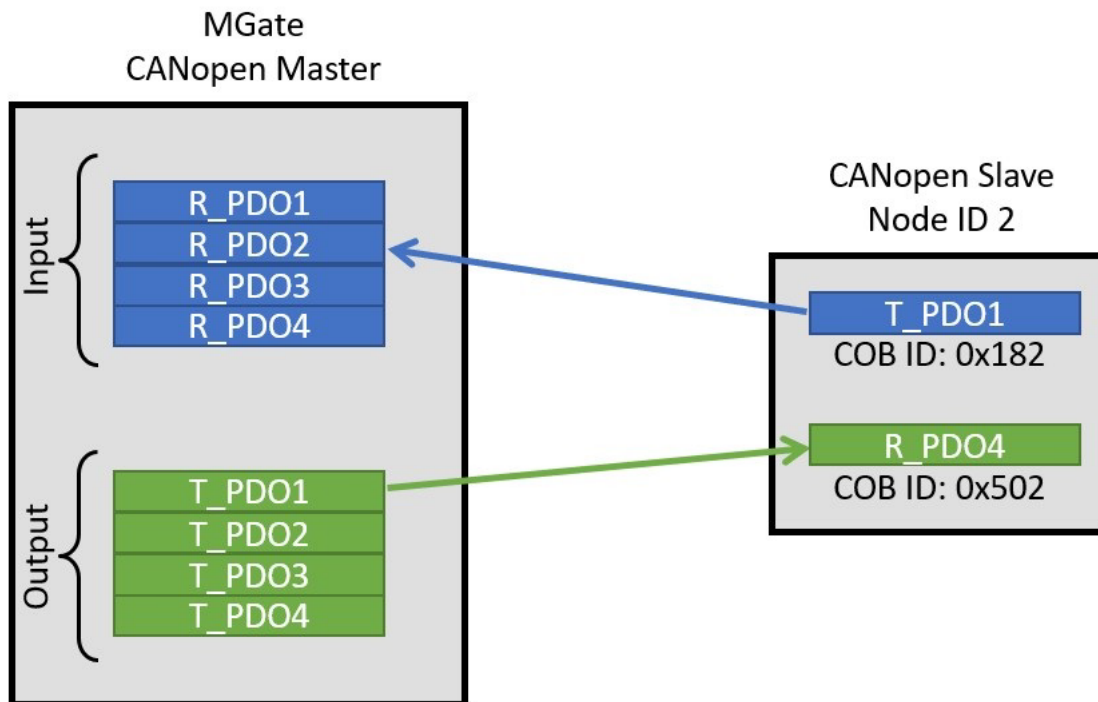 MGate
CANopen Master
Input
R_PDO1
R_PDO2
R_PDO3
R_PDO4
Output
T_PDO1
T_PDO2
T_PDO3
T_PDO4
CANopen Slave
Node ID 2
T_PDO1
COB ID: 0x182
R_PDO4
COB ID: 0x502